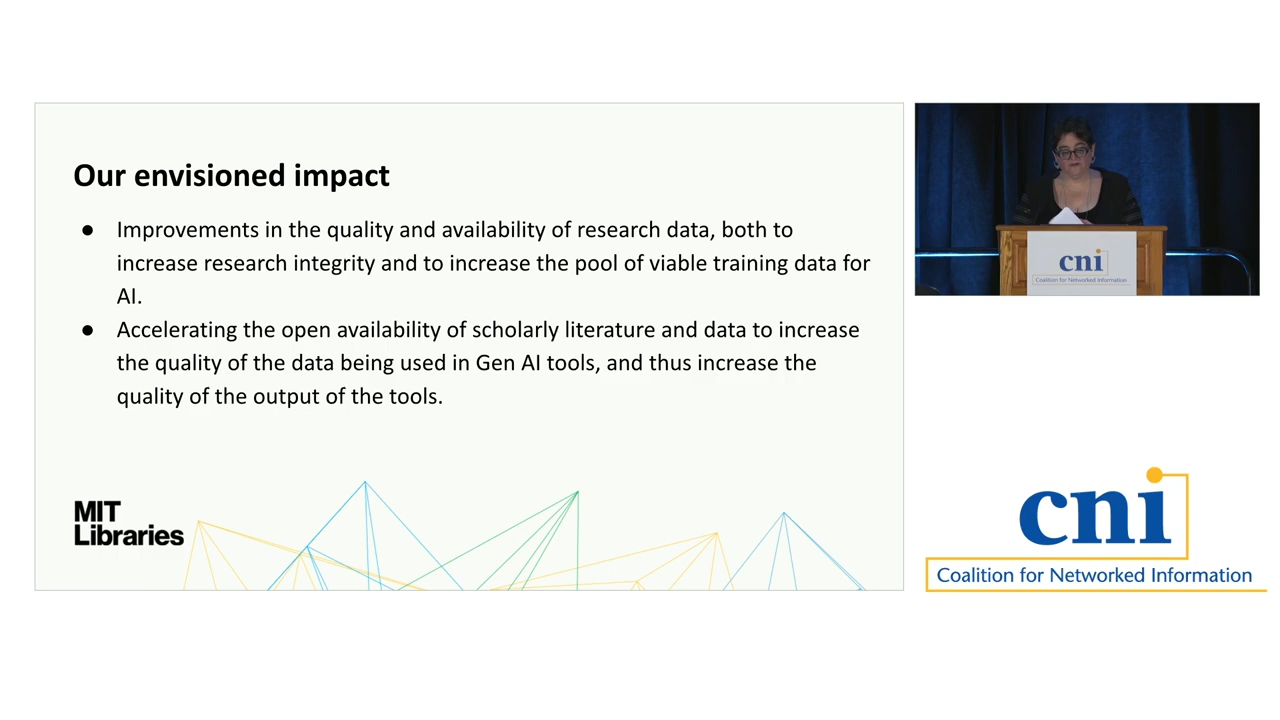 Our envisioned impact
● Improvements in the quality and availability of research data, both to
increase research integrity and to increase the pool of viable training data for
AI.
● Accelerating the open availability of scholarly literature and data to increase
the quality of the data being used in Gen AI tools, and thus increase the
quality of the output of the tools.
MIT
Libraries
cni
Coalition for Networked Information
cni
Coalition for Networked Information